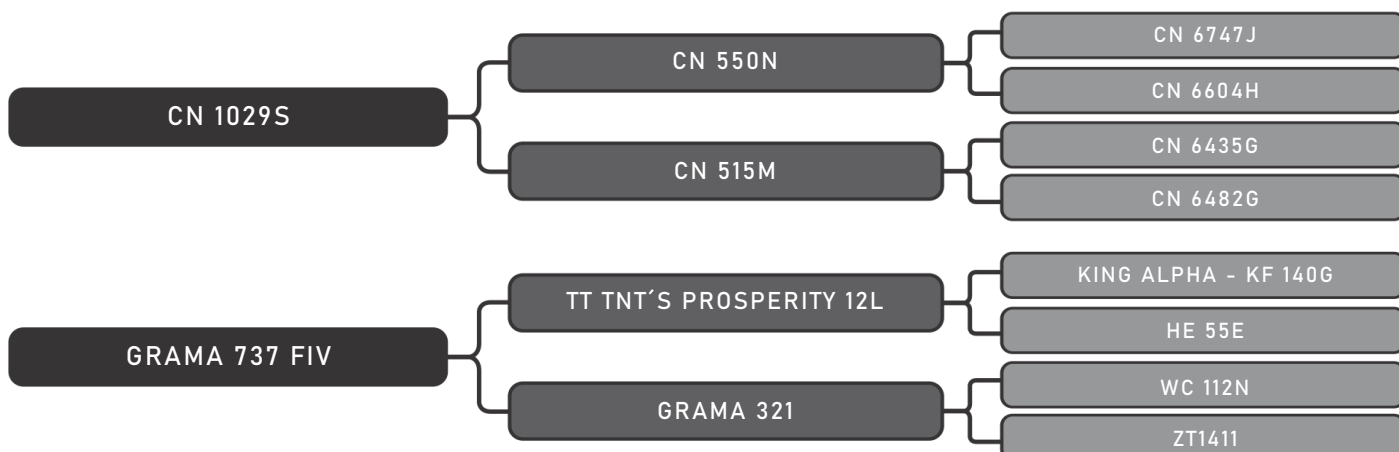 CN 6747J
CN 550N
CN 6604H
CN 1029S
CN 6435G
CN 515M
CN 6482G
KING ALPHA - KF 140G
TT TNT´S PROSPERITY 12L
HE 55E
GRAMA 737 FIV
WC 112N
GRAMA 321
ZT1411